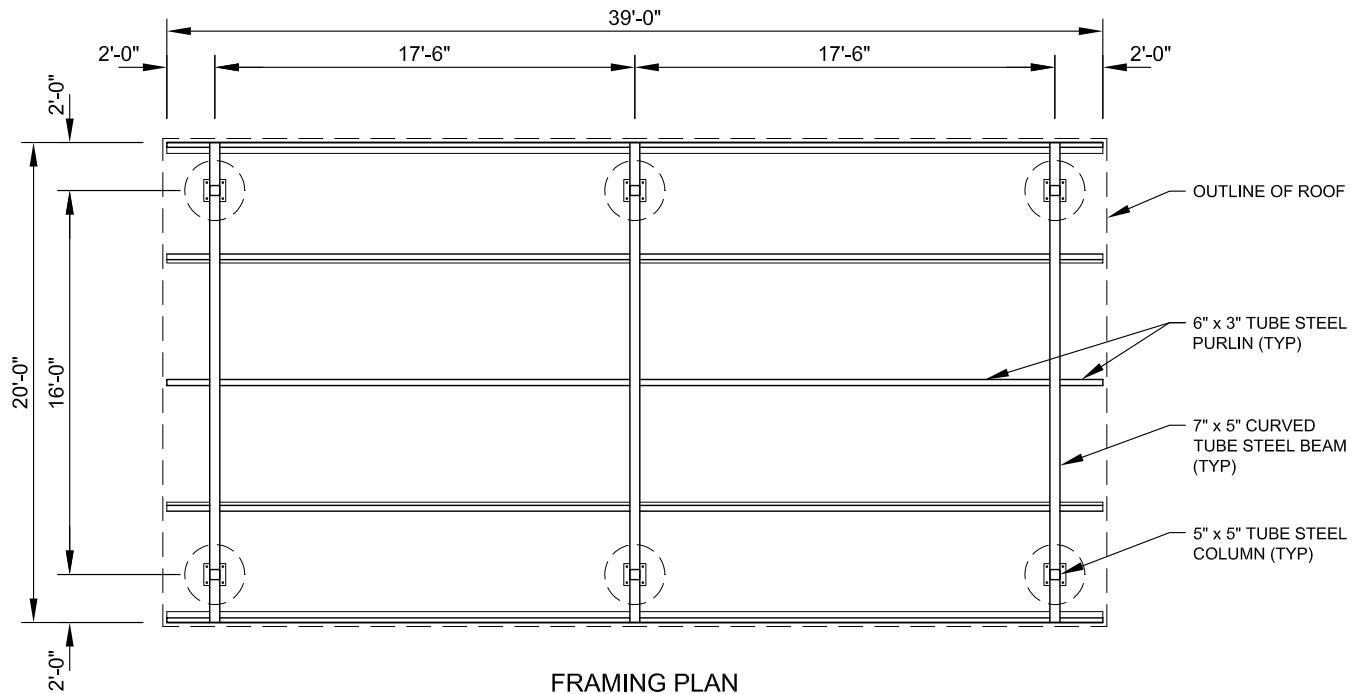 39'-0"
2'-0"
17'-6"
17'-6"
2'-0"
2'-0"
20'-0"
16'-0"
2'-0"
OUTLINE OF ROOF
6" x 3" TUBE STEEL
PURLIN (TYP)
7" x 5" CURVED
TUBE STEEL BEAM
(TYP)
5" x 5" TUBE STEEL
COLUMN (TYP)
FRAMING PLAN